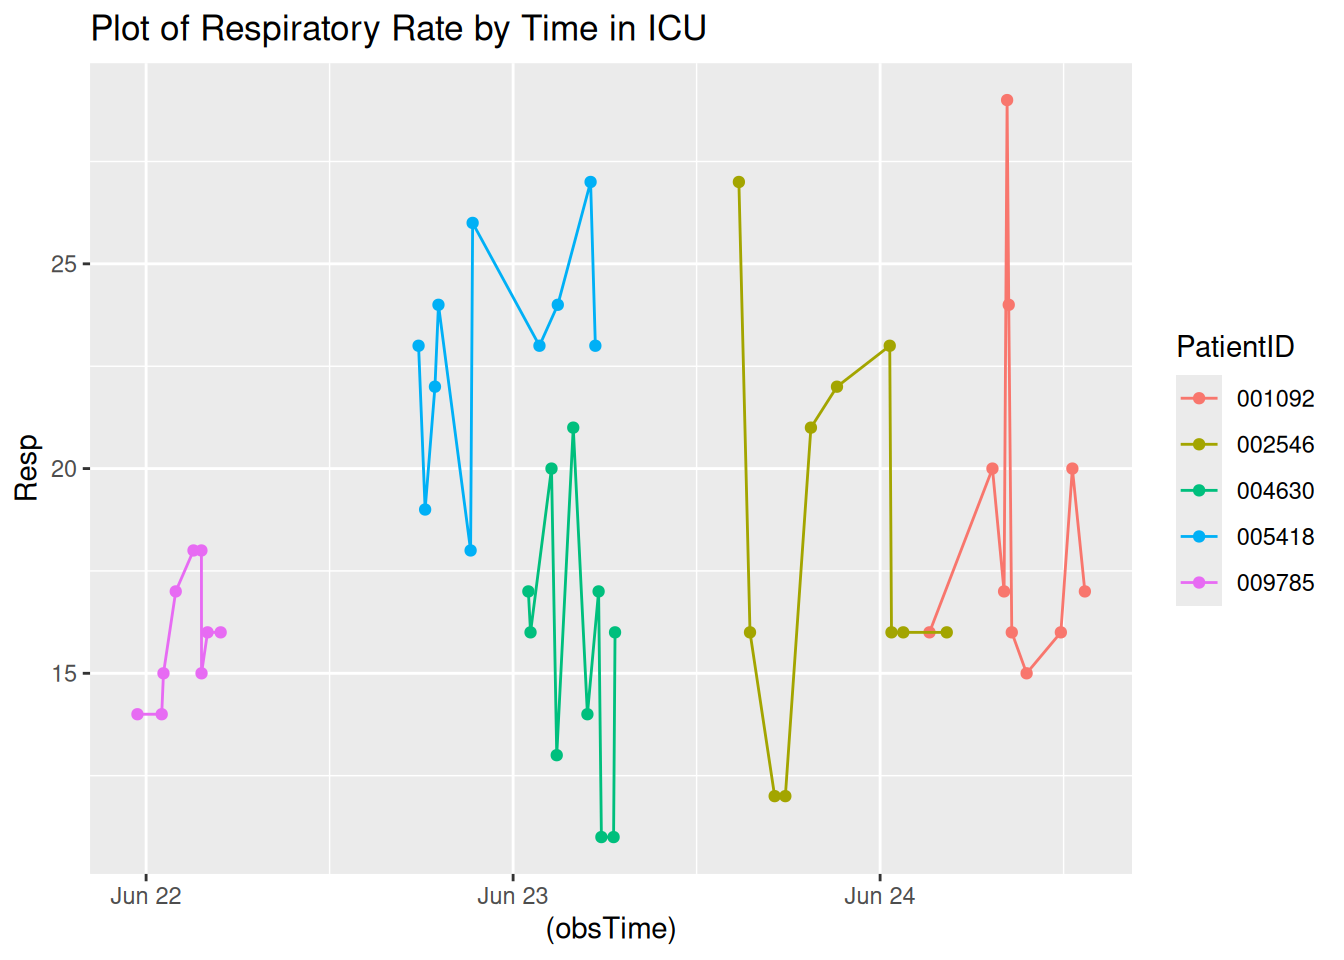 Plot of Respiratory Rate by Time in ICU
25
20
15
Resp
Jun 22
Jun 23
Jun 24
(obsTime)
PatientID
001092
002546
004630
005418
009785